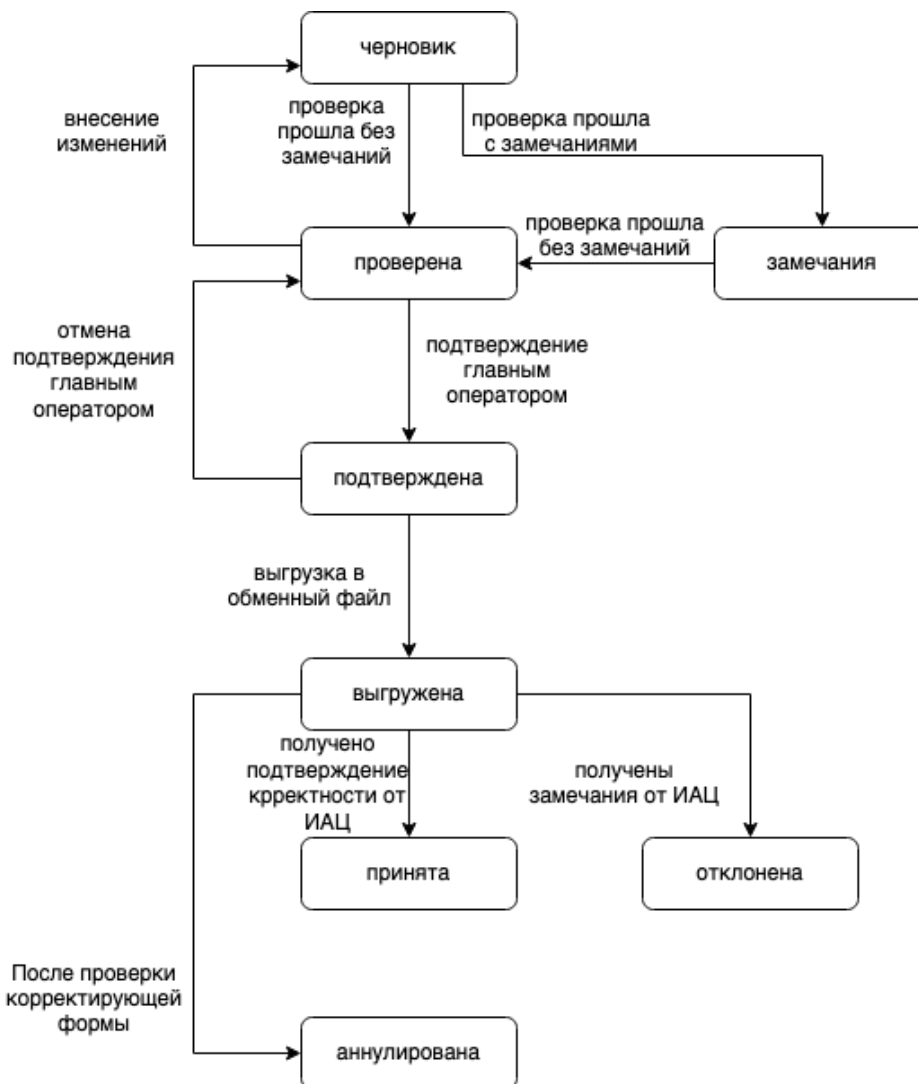 черновик
внесение
изменений
проверка
прошла без
замечаний
проверка прошла
с замечаниями
проверка прошла
без замечаний
проверена
замечания
отмена
подтверждения
главным
оператором
подтверждение
главным
оператором
подтверждена
выгрузка в
обменный файл
выгружена
получено
подтверждение
крректности от
ИАЦ
получены
замечания от ИАЦ
принята
отклонена
После проверки
корректирующей
формы
аннулирована